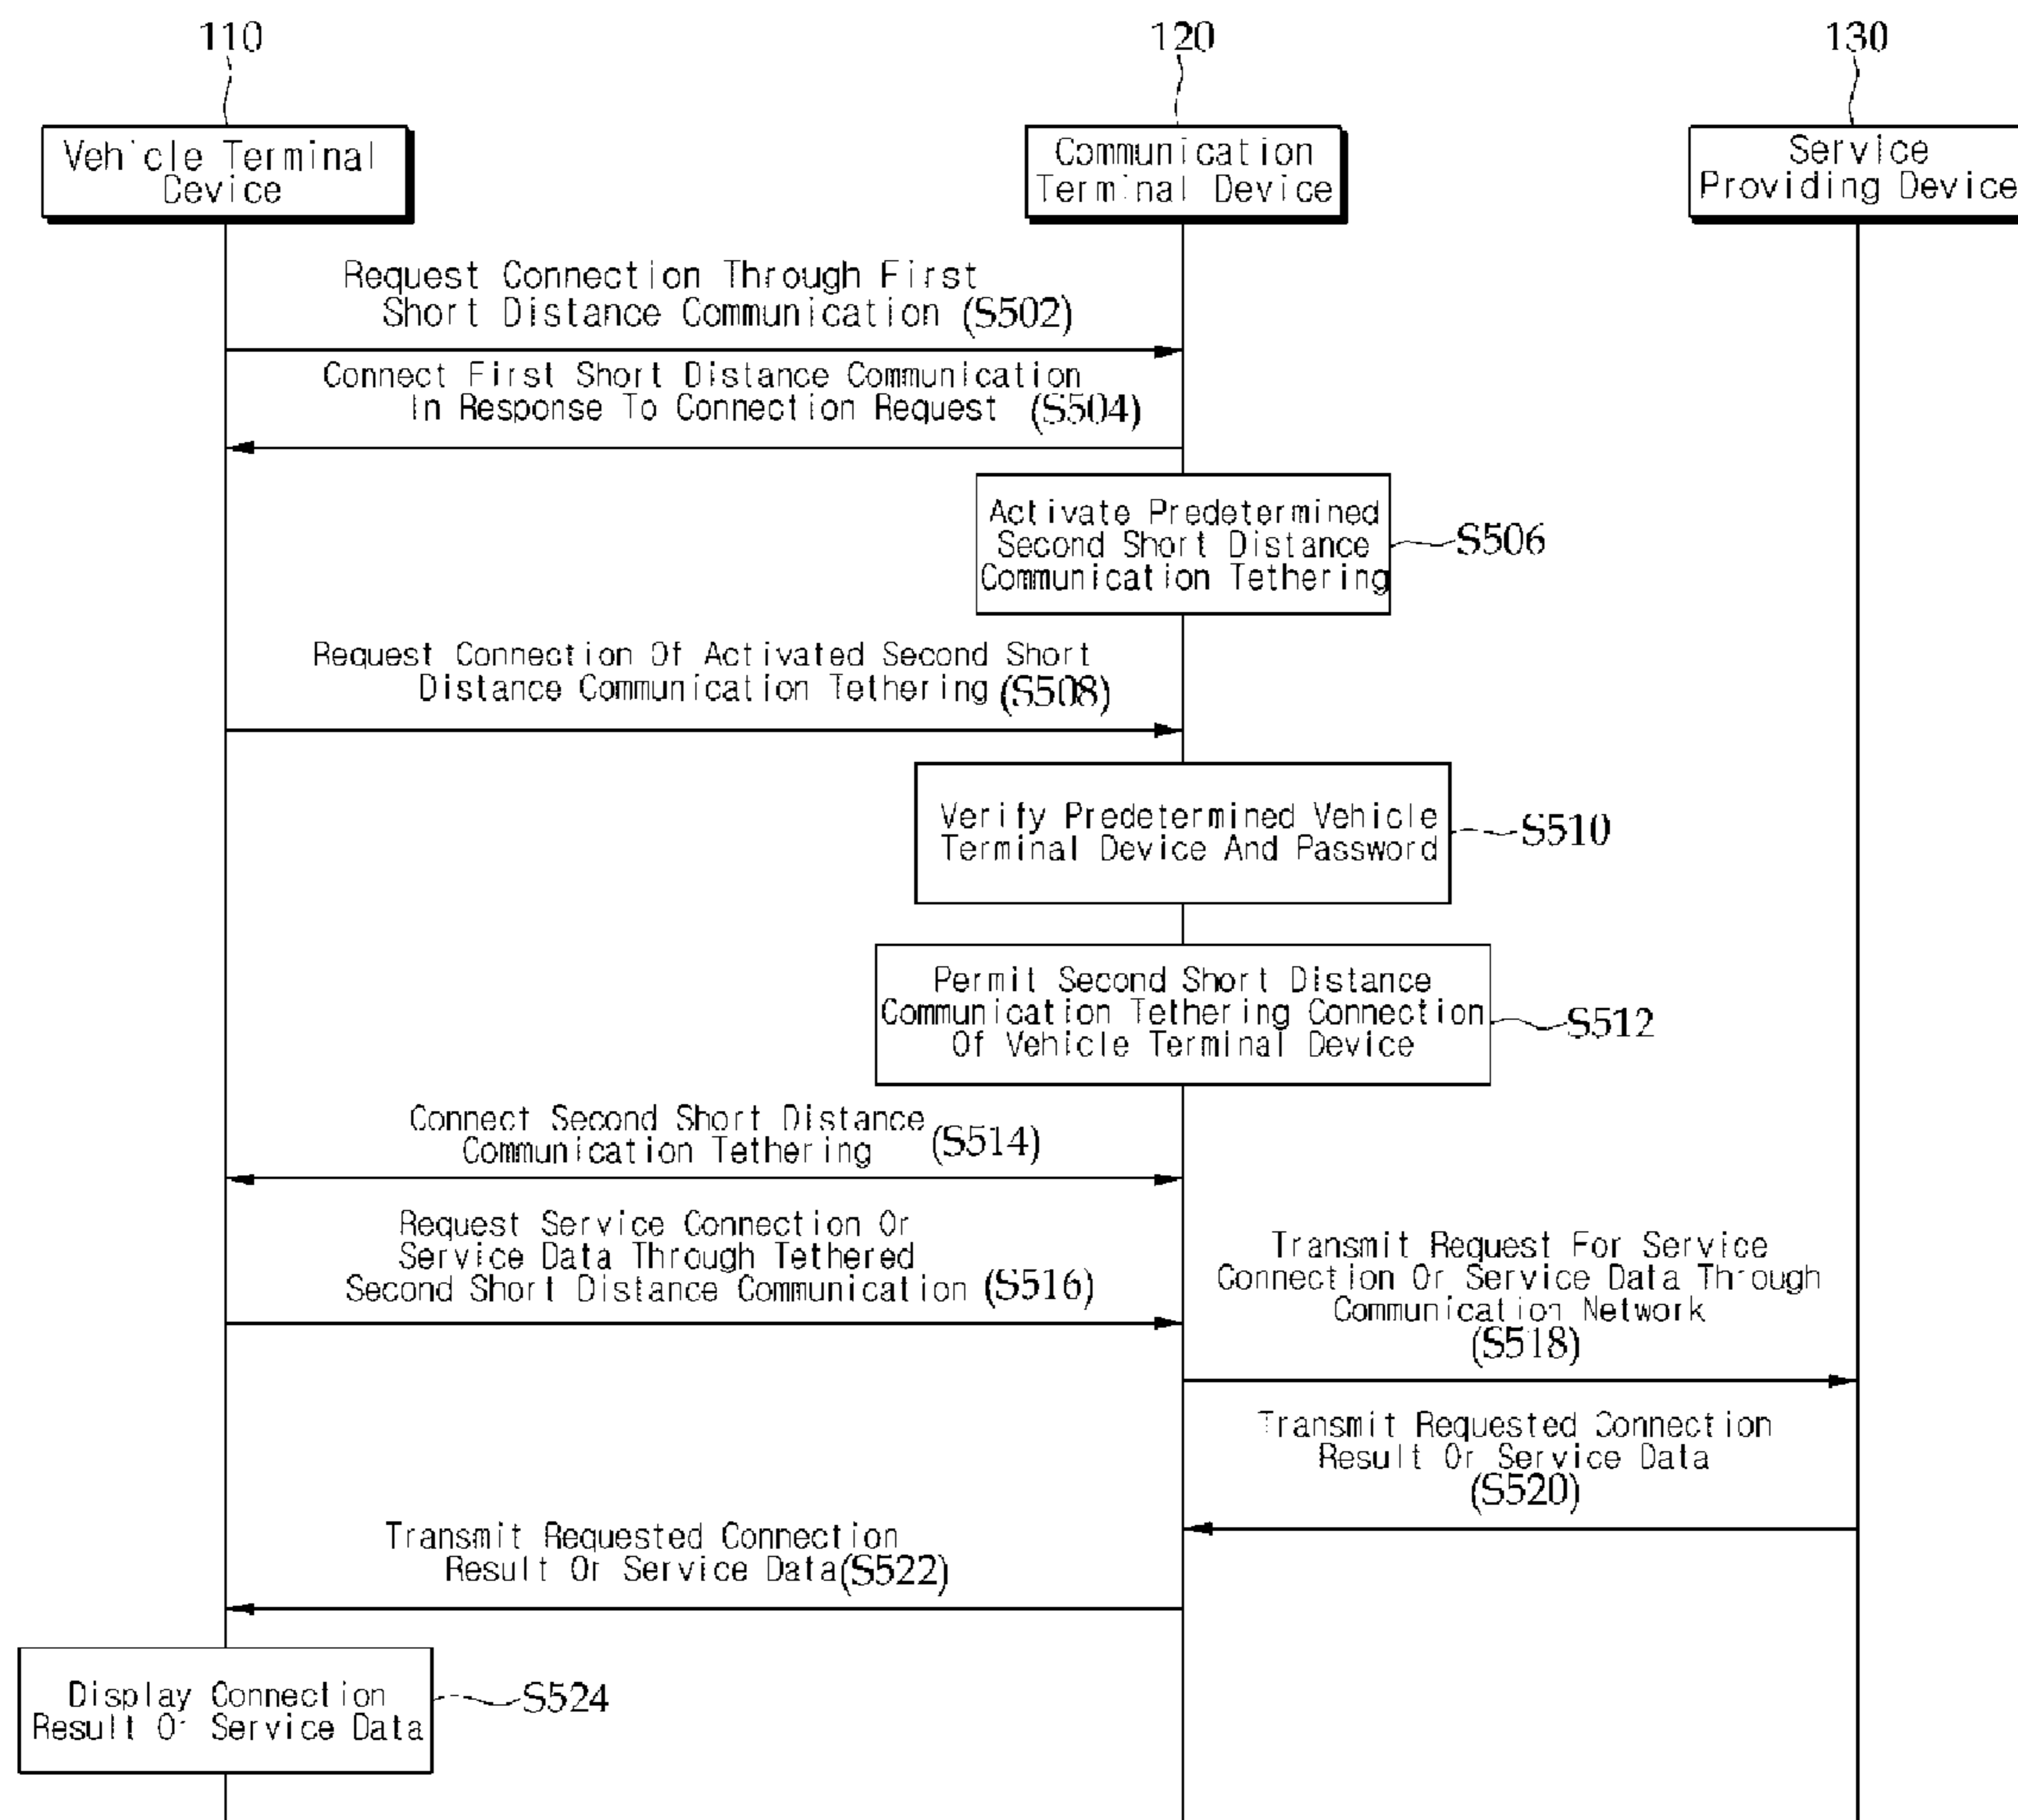 110
120
130
Vehicle Terminal
Device
Communication
Terminal Device
Service
Providing Device
Request Connection Through First
Short Distance Communication (S502)
Connect First Short Distance Communication
In Response To Connection Request (S504)
Activate Predetermined
Second Short Distance
Communication Tethering
S506
Request Connection Of Activated Second Short
Distance Communication Tethering (S508)
Verify Predetermined Vehicle
Terminal Device And Password
S510
Permit Second Short Distance
Communication Tethering Connection
Of Vehicle Terminal Device
S512
Connect Second Short Distance
Communication Tethering (S514)
Request Service Connection Or
Service Data Through Tethered
Second Short Distance Communication (S516)
Transmit Request For Service
Connection Or Service Data Through
Communication Network
(S518)
Transmit Requested Connection
Result Or Service Data
(S520)
Transmit Requested Connection
Result Or Service Data(S522)
Display Connection
Result Or Service Data
S524